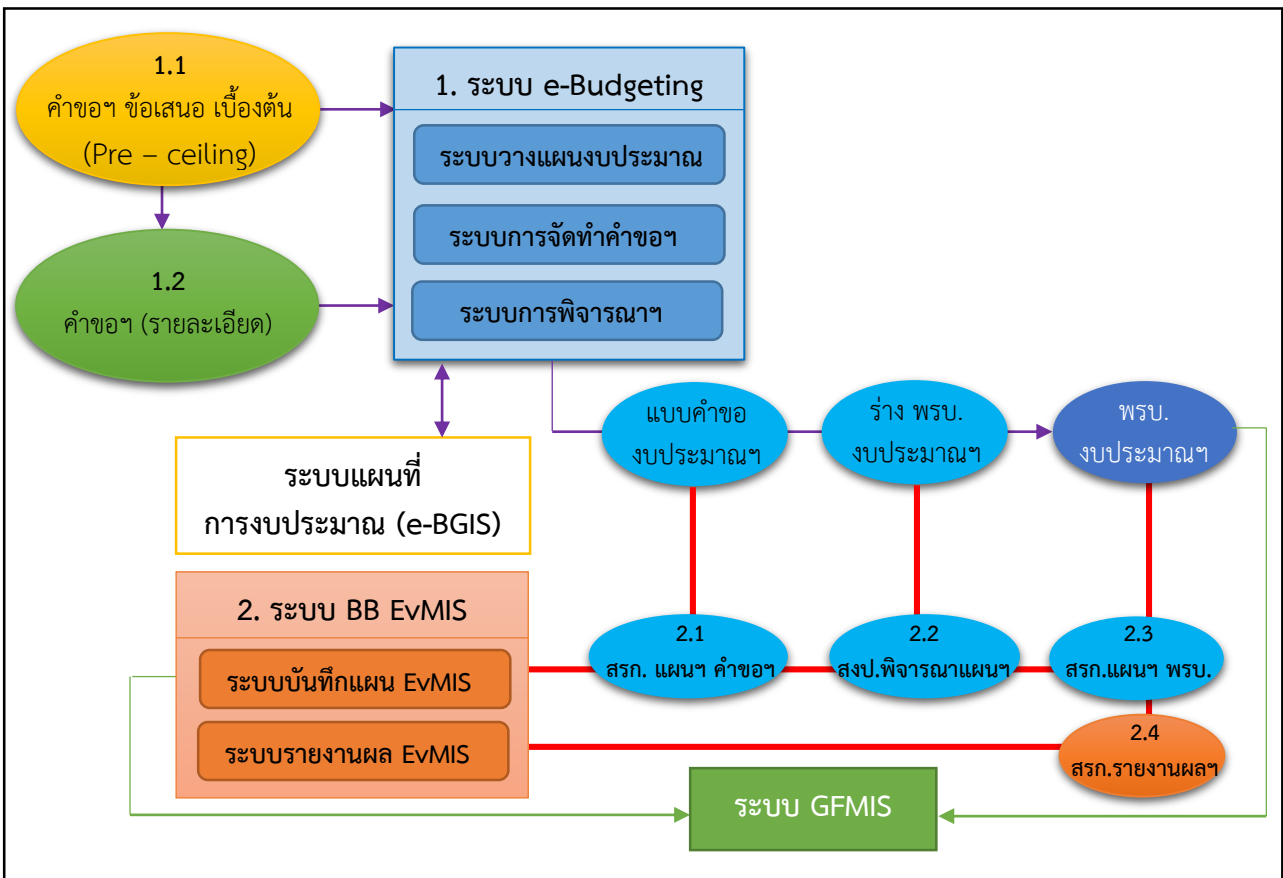 1.1
คำขอฯ ข้อเสนอ เบื้องต้น
(Pre – ceiling)
1. ระบบ e-Budgeting
ระบบวางแผนงบประมาณ
ระบบการจัดทำคำขอฯ
ระบบการพิจารณาฯ
1.2
คำขอฯ (รายละเอียด)
แบบคำขอ
งบประมาณฯ
ร่าง พรบ.
งบประมาณฯ
พรบ.
งบประมาณฯ
ระบบแผนที่
การงบประมาณ (e-BGIS)
2. ระบบ BB EvMIS
ระบบบันทึกแผน EvMIS
ระบบรายงานผล EvMIS
2.1
สรก. แผนฯ คำขอฯ
2.2
สงป.พิจารณาแผนฯ
2.3
สรก.แผนฯ พรบ.
2.4
สรก.รายงานผลฯ
ระบบ GFMIS